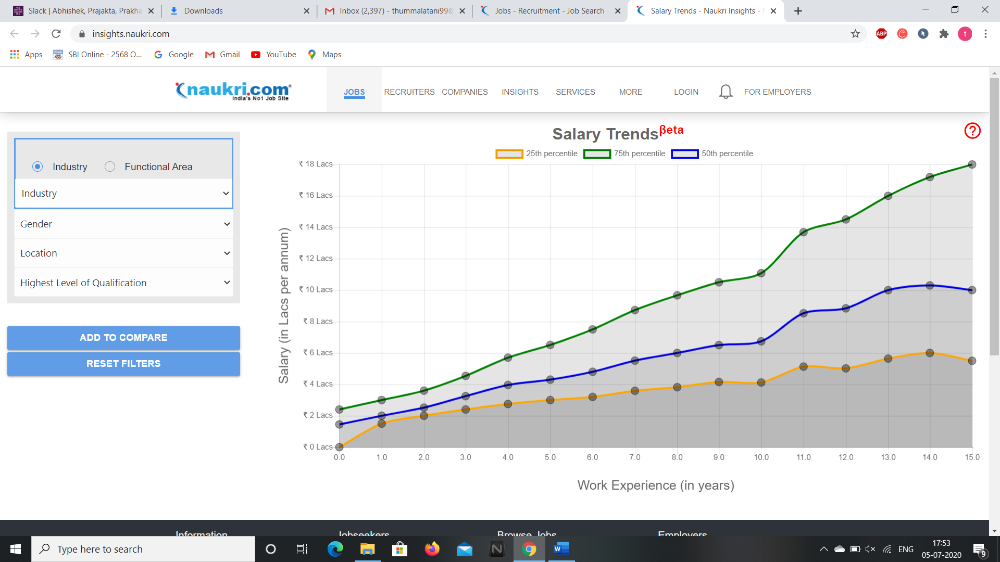 Slack | Abhishek, Prajakta, Prakha
Downloads
Inbox (2,397) - thummalatani99@
Jobs - Recruitment - Job Search -
Salary Trends - Naukri Insights -
insights.naukri.com
ABP
t
Apps
SBI Online - 2568 O...
Google
Gmail
YouTube
Maps
naukri.com
India's No1 Job Site
JOBS
RECRUITERS
COMPANIES
INSIGHTS
SERVICES
MORE
LOGIN
FOR EMPLOYERS
Industry
Functional Area
Industry
Gender
Location
Highest Level of Qualification
ADD TO COMPARE
RESET FILTERS
Salary Trends βeta
?
25th percentile
75th percentile
50th percentile
Salary (in Lacs per annum)
₹ 18 Lacs
₹ 16 Lacs
₹ 14 Lacs
₹ 12 Lacs
₹ 10 Lacs
₹ 8 Lacs
₹ 6 Lacs
₹ 4 Lacs
₹ 2 Lacs
₹ 0 Lacs
0.0 1.0 2.0 3.0 4.0 5.0 6.0 7.0 8.0 9.0 10.0 11.0 12.0 13.0 14.0 15.0
Work Experience (in years)
Information
Jobseekers
Browse Jobs
Employers
Type here to search
ENG
17:53
05-07-2020
9